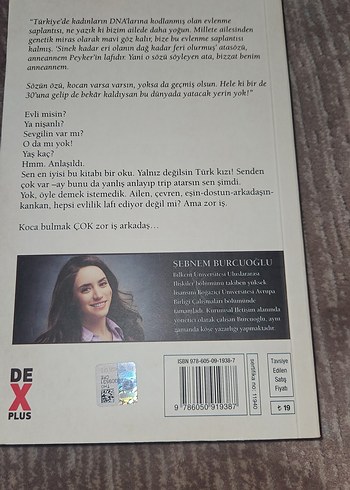 "Türkiye'de kadınların DNA'larına kodlanmış olan evlenme
saplantısı, ne yazık ki bizim ailede daha yoğun. Millete ailesinden
genetik miras olarak mavi göz kalır, bize bu evlenme saplantısı
kalmış. 'Sinek kadar eri olanın dağ kadar feri olurmuş' atasözü,
anneannem Peyker'in lafıdır. Yani o sözü söyleyen ata, bizzat benim
anneannem.
Sözün özü, kocan varsa varsın, yoksa da geçmiş olsun. Hele ki bir de
30'una gelip de bekâr kaldıysan bu dünyada yatacak yerin yok!"
Evli misin?
Ya nişanlı?
Sevgilin var mı?
O da mı yok!
Yaş kaç?
Hmm. Anlaşıldı.
Sen en iyisi bu kitabı bir oku. Yalnız değilsin Türk kızı! Senden
çok var –ay bunu da yanlış anlayıp trip atarsın sen şimdi.
Yok, öyle demek istemedik. Ailen, çevren, eşin-dostun-arkadaşın-
kankan, hepsi evlilik lafı ediyor değil mi? Ama zor iş.
Koca bulmak ÇOK zor iş arkadaş...
ŞEBNEM BURCUOĞLU
Bilkent Üniversitesi Uluslararası
İlişkiler bölümünü takiben yüksek
lisansını Boğaziçi Üniversitesi Avrupa
Birliği Çalışmaları bölümünde
tamamladı. Kurumsal İletişim alanında
yönetici olarak çalışan Burcuoğlu, aynı
zamanda köşe yazarlığı yapmaktadır.
DE
X
PLUS
ISBN 978-605-09-1938-7
9 786050 919387
sertifika no: 11940
Tavsiye
Edilen
Satış
Fiyatı
₺ 19